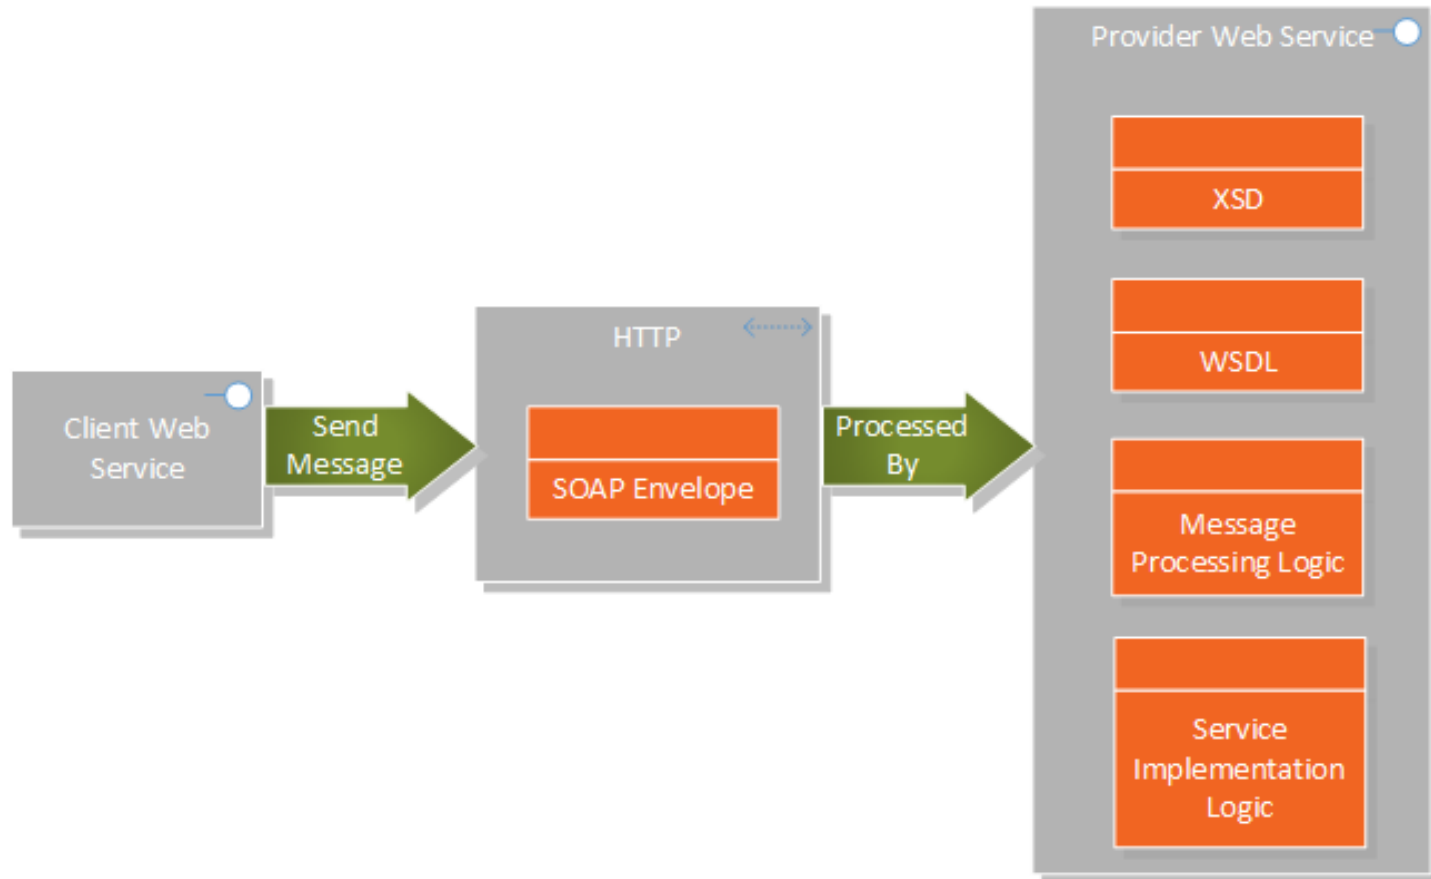 Provider Web Service
XSD
WSDL
HTTP
Client Web
Service
Send
Message
SOAP Envelope
Processed
By
Message
Processing Logic
Service
Implementation
Logic